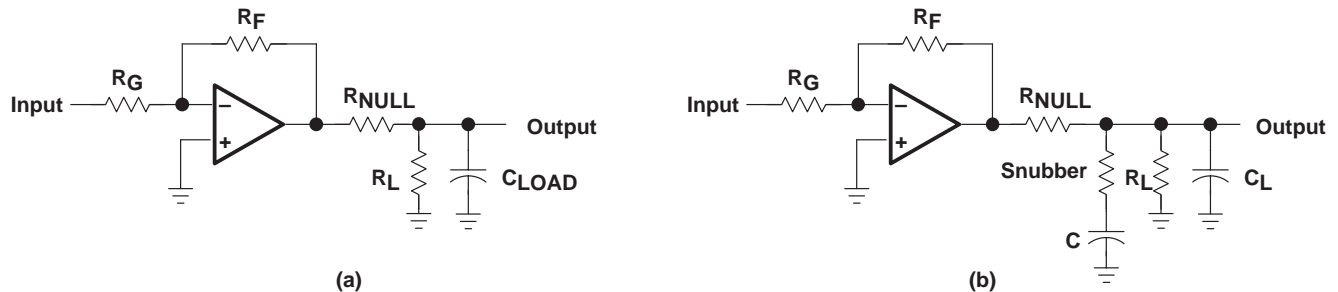 RF
RG
Input
−
+
RNULL
Output
RL
CLOAD
(a)
RF
RG
Input
−
+
RNULL
Output
Snubber
RL
CL
C
(b)